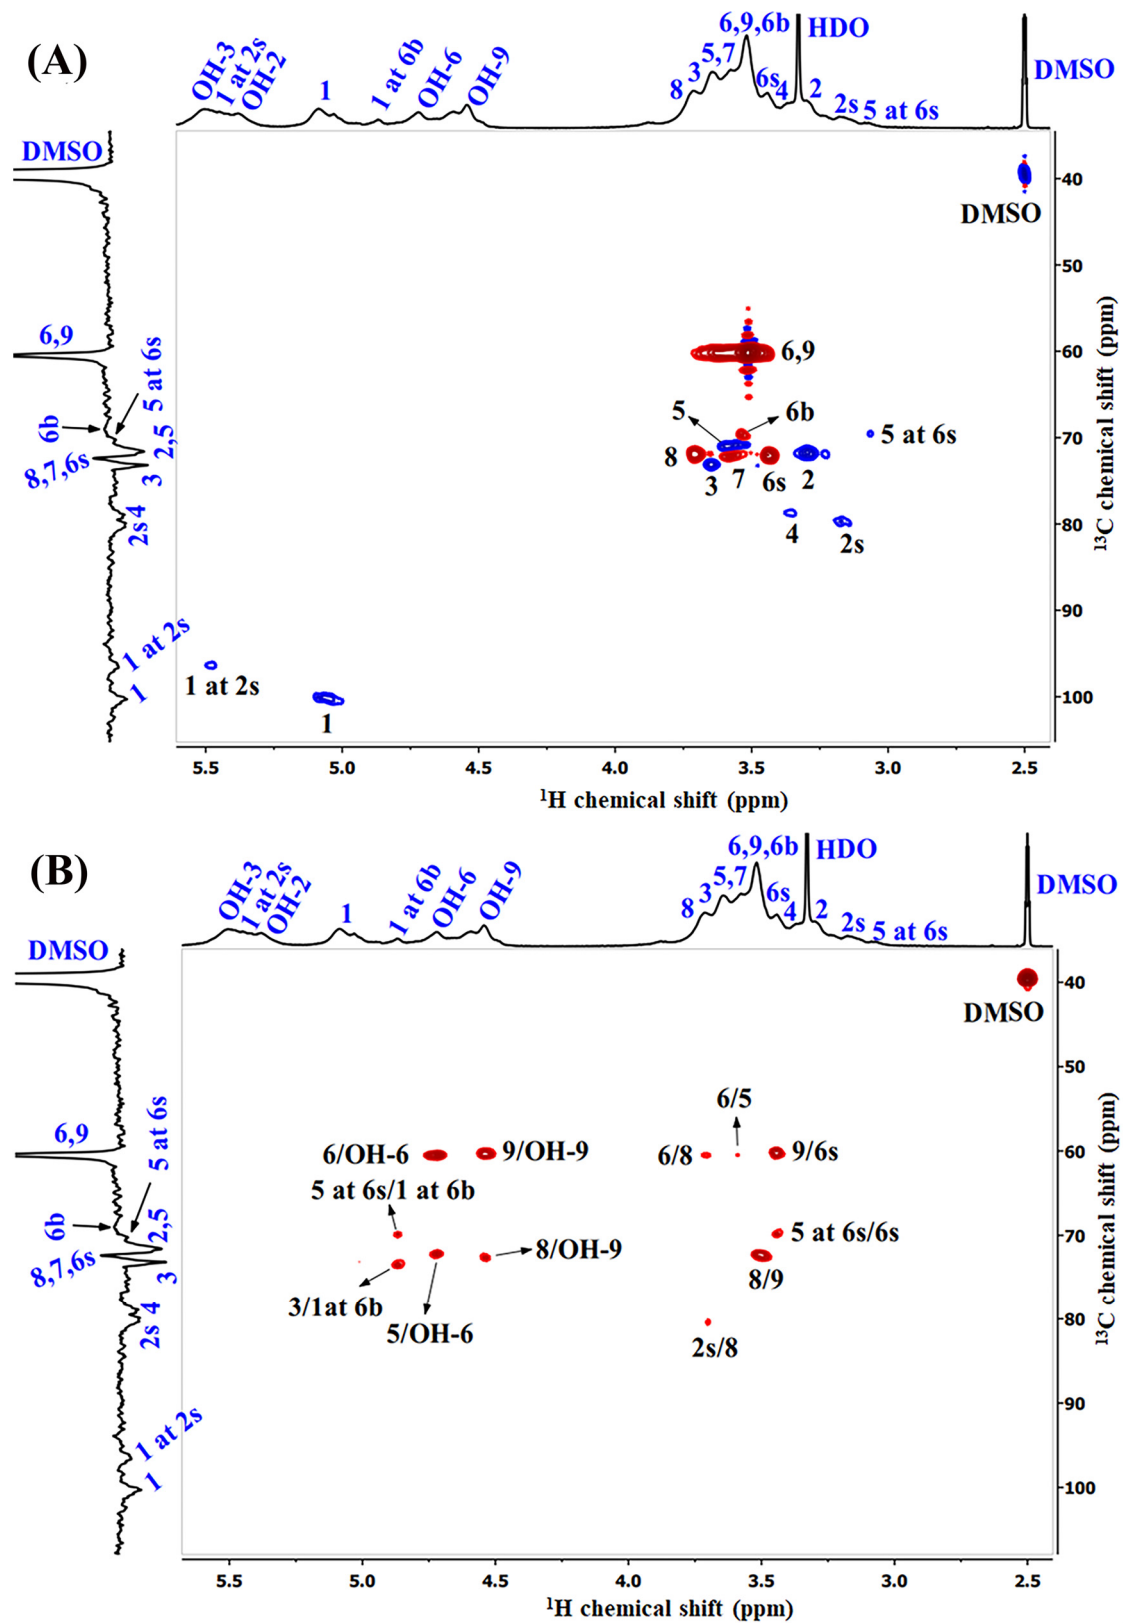 (A)
OH-3
1 at 2s
OH-2
1
1 at 6b
OH-6
OH-9
8
3
5,7
6,9,6b
6s
4
HDO
2
2s
5 at 6s
DMSO
DMSO
6,9
5 at 6s
6b
2,5
8,7,6s
3
4
2s
1 at 2s
1
DMSO
6,9
5
6b
5 at 6s
8
3
7
6s
2
4
2s
1 at 2s
1
40
50
60
70
80
90
100
13C chemical shift (ppm)
5.5
5.0
4.5
4.0
3.5
3.0
2.5
1H chemical shift (ppm)
(B)
OH-3
1 at 2s
OH-2
1
1 at 6b
OH-6
OH-9
8
3
5,7
6,9,6b
6s
4
HDO
2
2s
5 at 6s
DMSO
DMSO
6,9
5 at 6s
6b
2,5
8,7,6s
3
4
2s
1 at 2s
1
DMSO
6/5
6/OH-6
9/OH-9
6/8
9/6s
5 at 6s/1 at 6b
5 at 6s/6s
8/OH-9
8/9
3/1at 6b
5/OH-6
2s/8
40
50
60
70
80
90
100
13C chemical shift (ppm)
5.5
5.0
4.5
4.0
3.5
3.0
2.5
1H chemical shift (ppm)